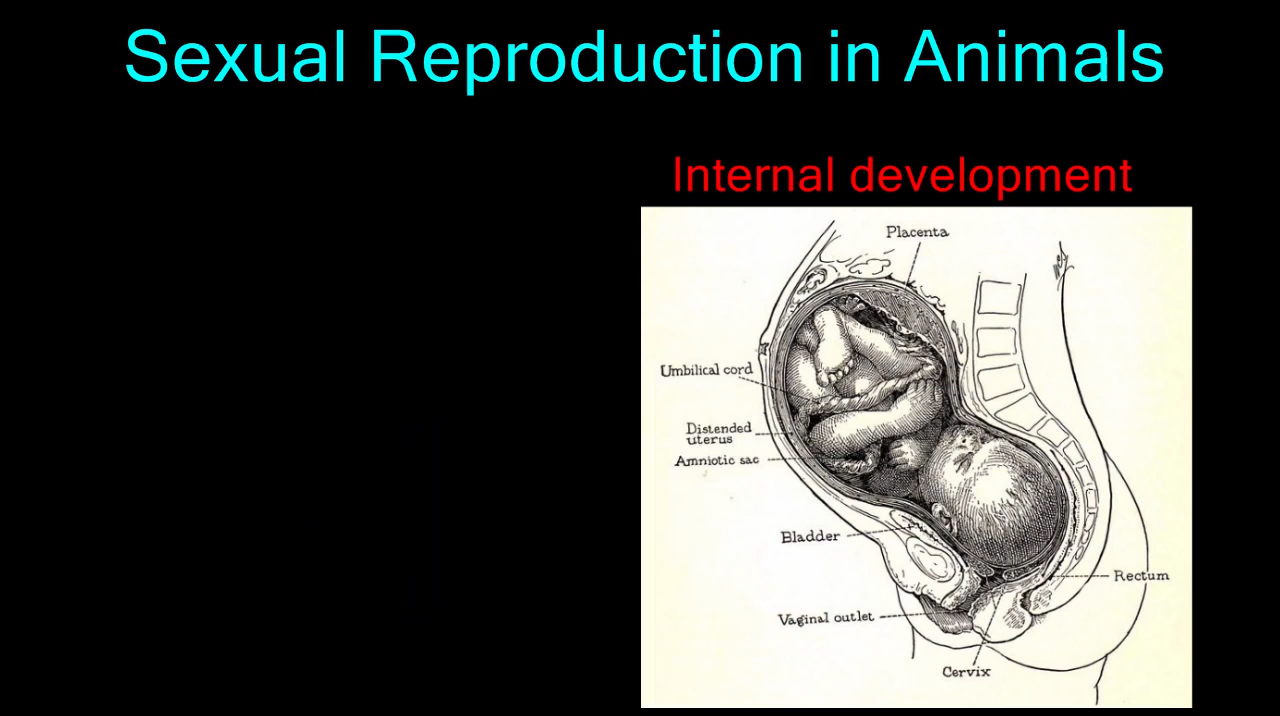 Sexual Reproduction in Animals
Internal development
Placenta
Umbilical cord
Distended
uterus
Amniotic sac
Bladder
Rectum
Vaginal outlet
Cervix